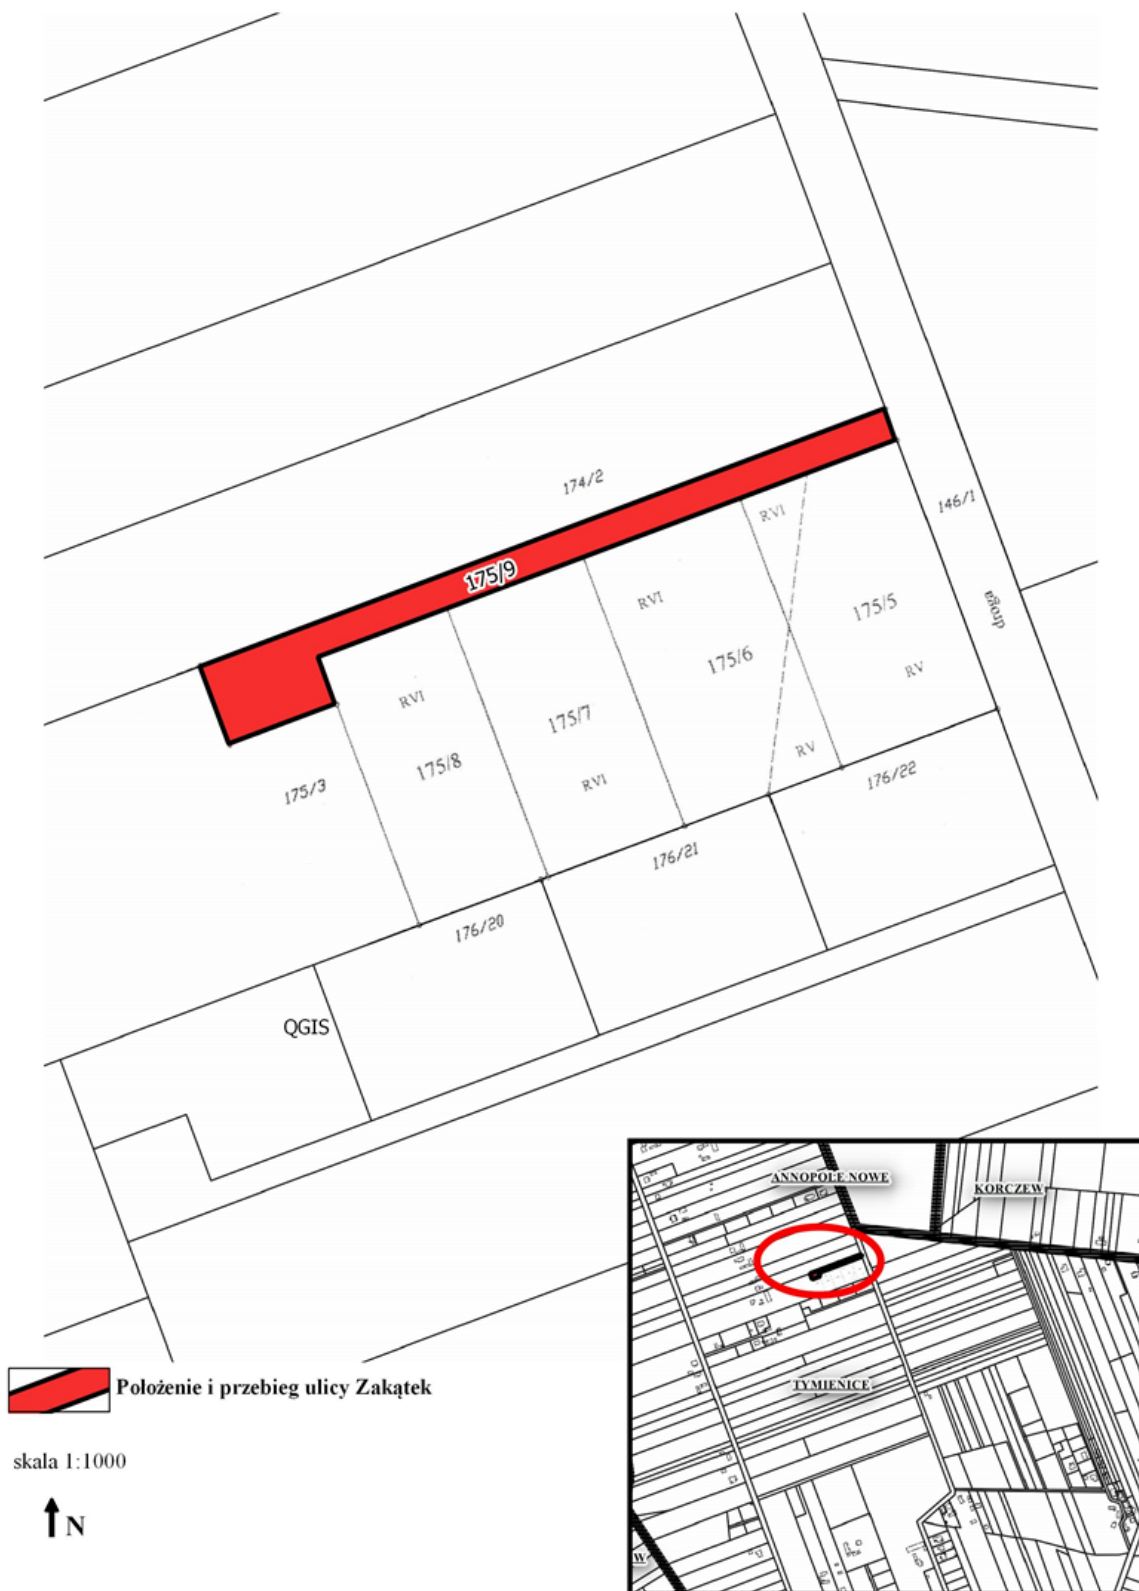 174/2
146/1
RVI
175/9
droga
RVI
175/5
175/6
RVI
RV
175/7
175/8
RV
175/3
RVI
176/22
176/21
176/20
QGIS
ANNOPOLE NOWE
KORCZEW
TYMIENICE
W
Położenie i przebieg ulicy Zakątek
skala 1:1000
N